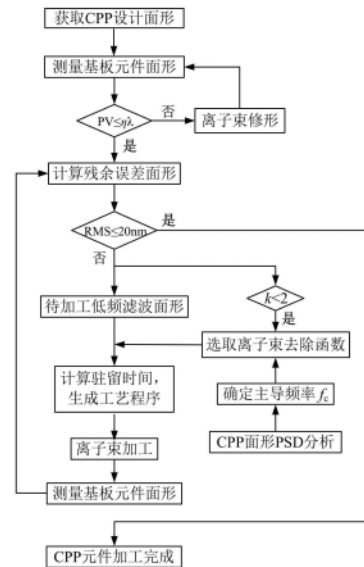 获取CPP设计面形
测量基板元件面形
PV≤ηλ
否
离子束修形
是
计算残余误差面形
RMS≤20nm
是
否
k<2
待加工低频滤波面形
是
选取离子束去除函数
计算驻留时间，
生成工艺程序
确定主导频率 fc
离子束加工
CPP面形PSD分析
测量基板元件面形
CPP元件加工完成